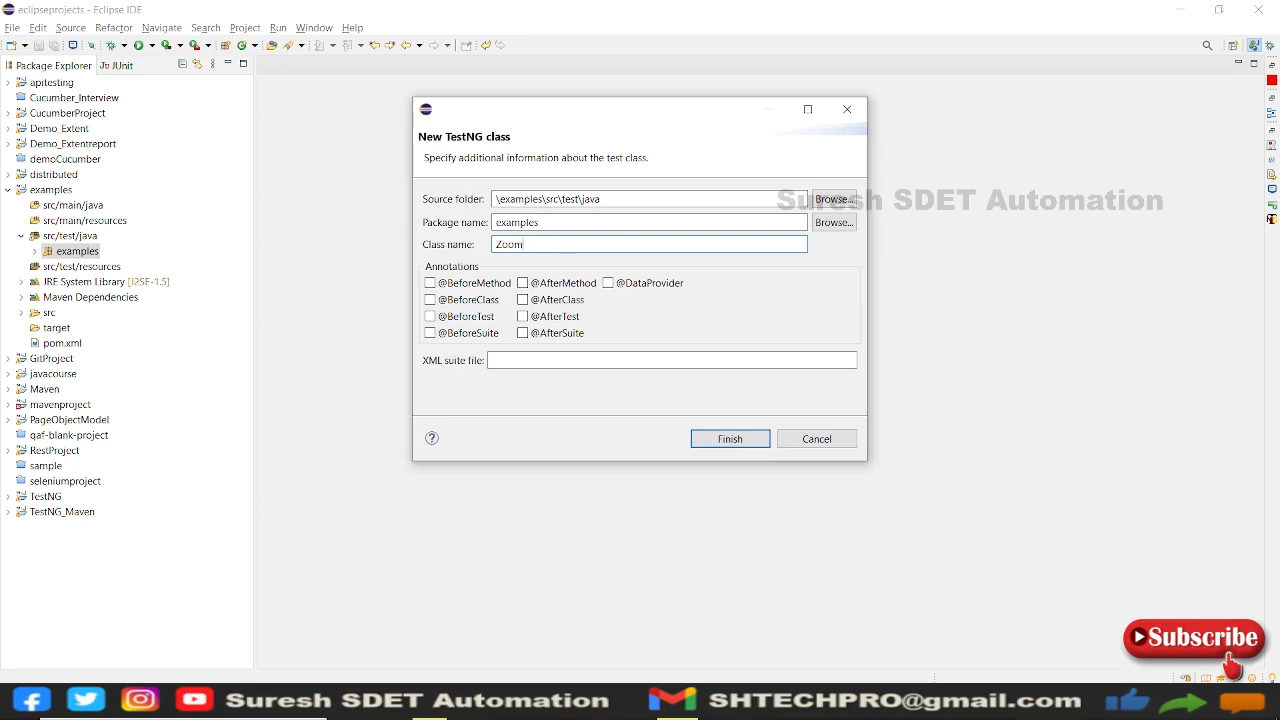 eclipseprojects - Eclipse IDE
File Edit Source Refactor Navigate Search Project Run Window Help
Package Explorer JUnit
apitesting
Cucumber_Interview
CucumberProject
Demo_Extent
Demo_Extentreport
demoCucumber
distributed
examples
src/main/java
src/main/resources
src/test/java
examples
src/test/resources
JRE System Library [J2SE-1.5]
Maven Dependencies
src
target
pom.xml
GitProject
javacourse
Maven
mavenproject
PageObjectModel
qaf-blank-project
RestProject
sample
seleniumproject
TestNG
TestNG_Maven
New TestNG class
Specify additional information about the test class.
Source folder: \examples\src\test\java Browse...
Package name: examples Browse...
Class name: Zoom
Annotations
@BeforeMethod @AfterMethod @DataProvider
@BeforeClass @AfterClass
@BeforeTest @AfterTest
@BeforeSuite @AfterSuite
XML suite file:
Finish Cancel
Suresh SDET Automation
Subscribe
Suresh SDET Automation SHTECHPRO@gmail.com